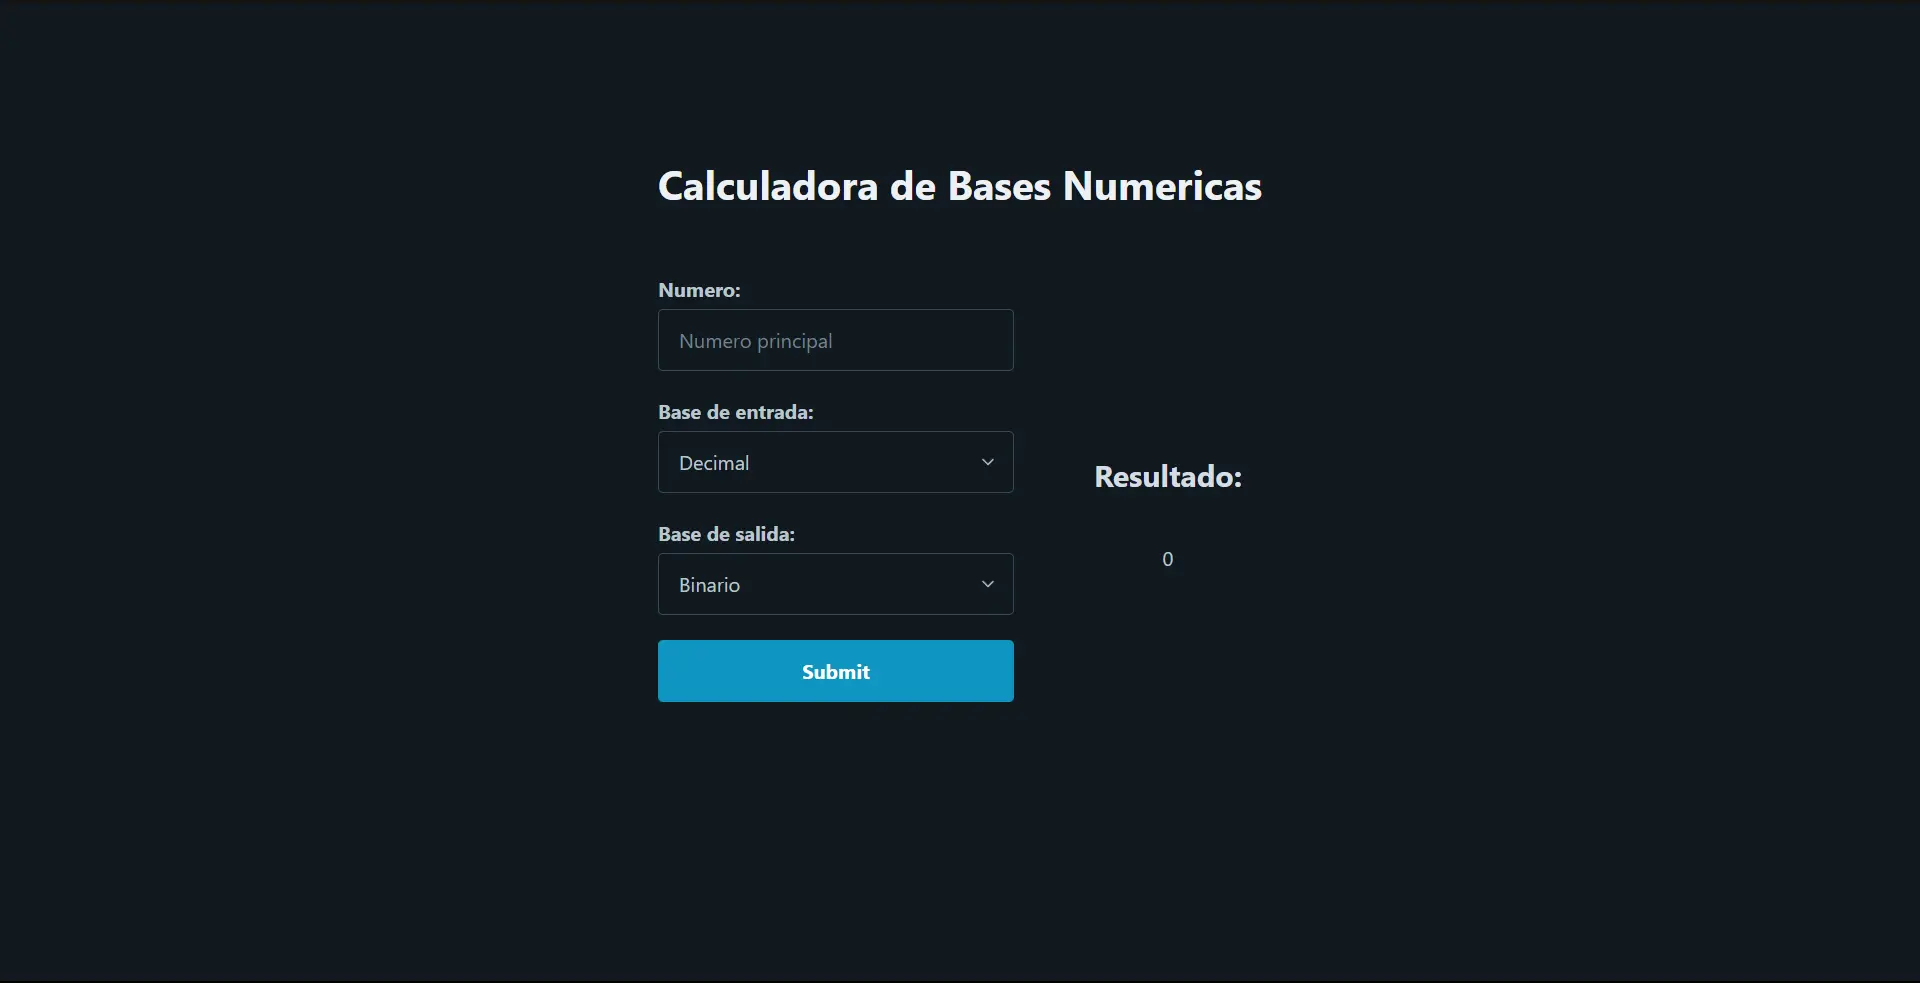 Calculadora de Bases Numericas
Numero:
Numero principal
Base de entrada:
Decimal
Base de salida:
Binario
Submit
Resultado:
0